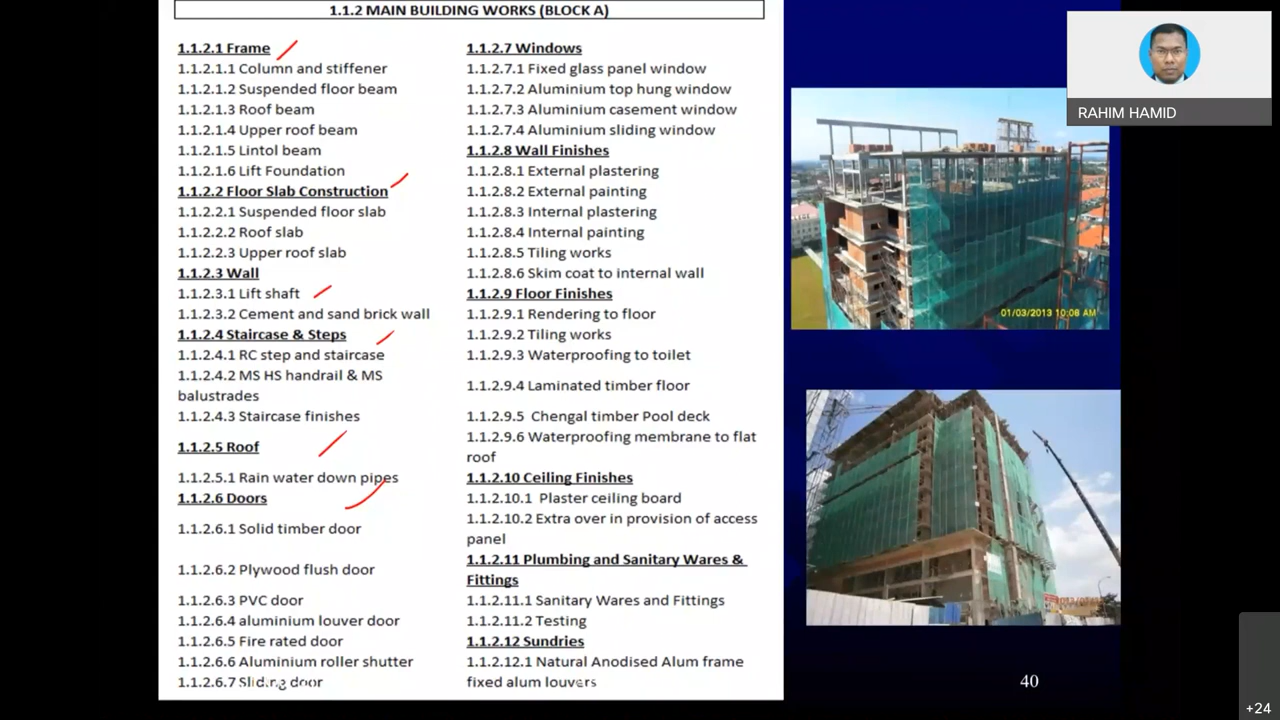 1.1.2 MAIN BUILDING WORKS (BLOCK A)
1.1.2.1 Frame
1.1.2.1.1 Column and stiffener
1.1.2.1.2 Suspended floor beam
1.1.2.1.3 Roof beam
1.1.2.1.4 Upper roof beam
1.1.2.1.5 Lintol beam
1.1.2.1.6 Lift Foundation
1.1.2.2 Floor Slab Construction
1.1.2.2.1 Suspended floor slab
1.1.2.2.2 Roof slab
1.1.2.2.3 Upper roof slab
1.1.2.3 Wall
1.1.2.3.1 Lift shaft
1.1.2.3.2 Cement and sand brick wall
1.1.2.4 Staircase & Steps
1.1.2.4.1 RC step and staircase
1.1.2.4.2 MS HS handrail & MS
balustrades
1.1.2.4.3 Staircase finishes
1.1.2.5 Roof
1.1.2.5.1 Rain water down pipes
1.1.2.6 Doors
1.1.2.6.1 Solid timber door
1.1.2.6.2 Plywood flush door
1.1.2.6.3 PVC door
1.1.2.6.4 aluminium louver door
1.1.2.6.5 Fire rated door
1.1.2.6.6 Aluminium roller shutter
1.1.2.6.7 Sliding door
1.1.2.7 Windows
1.1.2.7.1 Fixed glass panel window
1.1.2.7.2 Aluminium top hung window
1.1.2.7.3 Aluminium casement window
1.1.2.7.4 Aluminium sliding window
1.1.2.8 Wall Finishes
1.1.2.8.1 External plastering
1.1.2.8.2 External painting
1.1.2.8.3 Internal plastering
1.1.2.8.4 Internal painting
1.1.2.8.5 Tiling works
1.1.2.8.6 Skim coat to internal wall
1.1.2.9 Floor Finishes
1.1.2.9.1 Rendering to floor
1.1.2.9.2 Tiling works
1.1.2.9.3 Waterproofing to toilet
1.1.2.9.4 Laminated timber floor
1.1.2.9.5 Chengal timber Pool deck
1.1.2.9.6 Waterproofing membrane to flat
roof
1.1.2.10 Ceiling Finishes
1.1.2.10.1 Plaster ceiling board
1.1.2.10.2 Extra over in provision of access
panel
1.1.2.11 Plumbing and Sanitary Wares &
Fittings
1.1.2.11.1 Sanitary Wares and Fittings
1.1.2.11.2 Testing
1.1.2.12 Sundries
1.1.2.12.1 Natural Anodised Alum frame
fixed alum louvers
RAHIM HAMID
01/03/2013 10:08 AM
40
+24